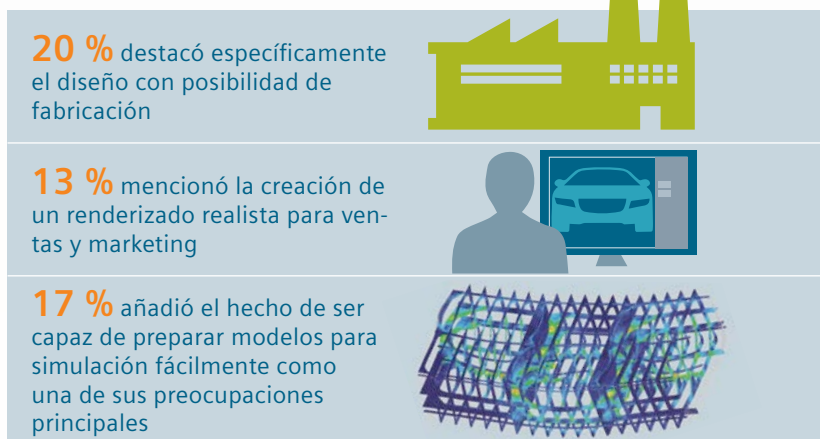 20 % destacó específicamente
el diseño con posibilidad de
fabricación
13 % mencionó la creación de
un renderizado realista para ven-
tas y marketing
17 % añadió el hecho de ser
capaz de preparar modelos para
simulación fácilmente como
una de sus preocupaciones
principales